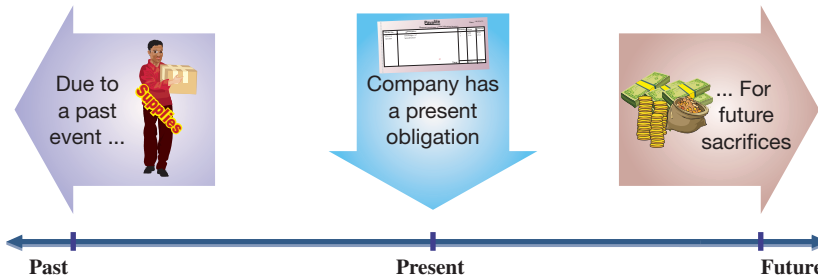 Due to
a past
event ...
Supplies
Company has
a present
obligation
... For
future
sacrifices
Past
Present
Future